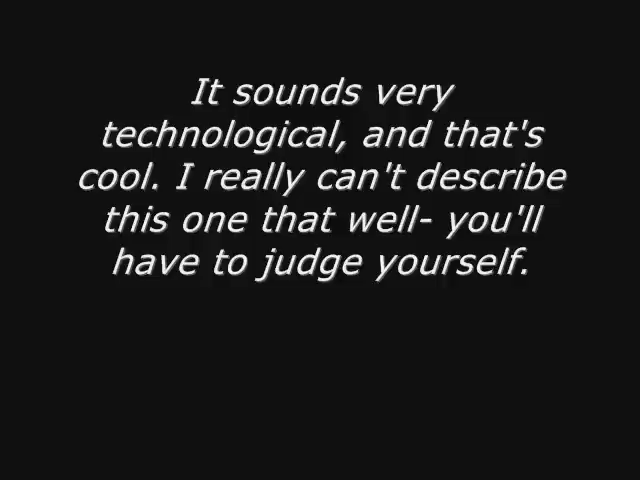 It sounds very
technological, and that's
cool. I really can't describe
this one that well- you'll
have to judge yourself.